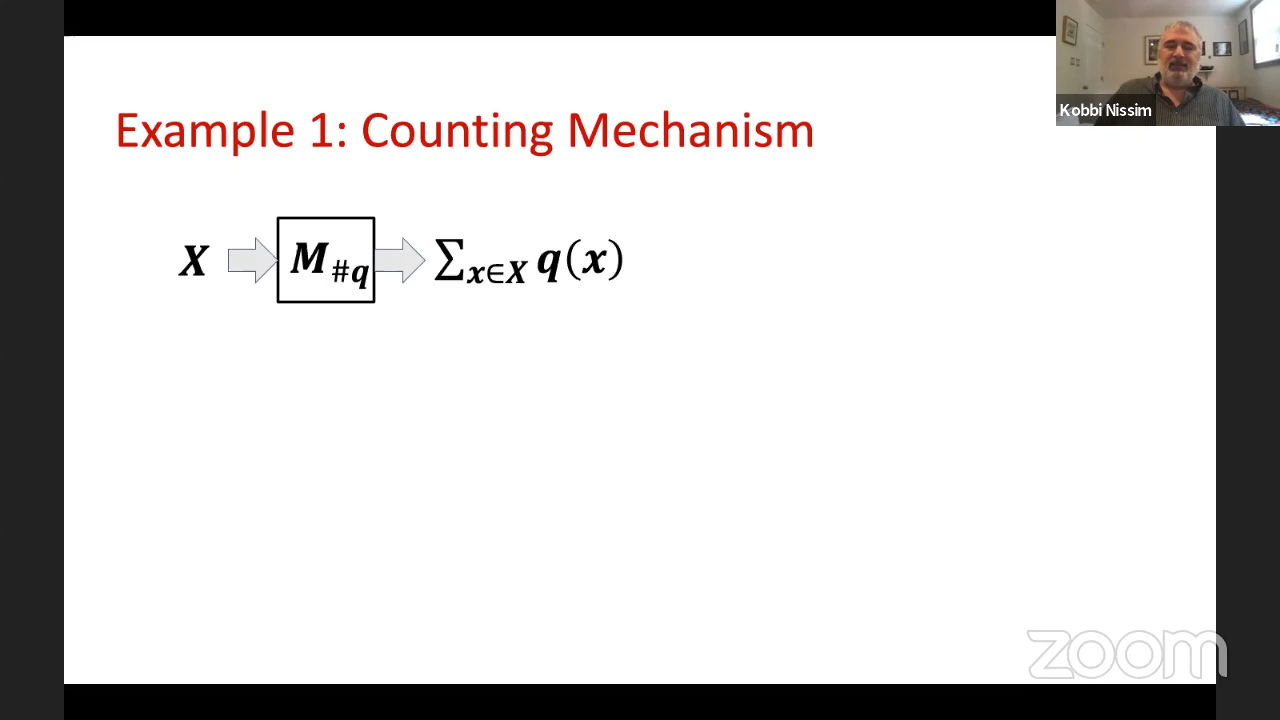 Kobbi Nissim
Example 1: Counting Mechanism
X M#q ∑x∈X q(x)
zoom